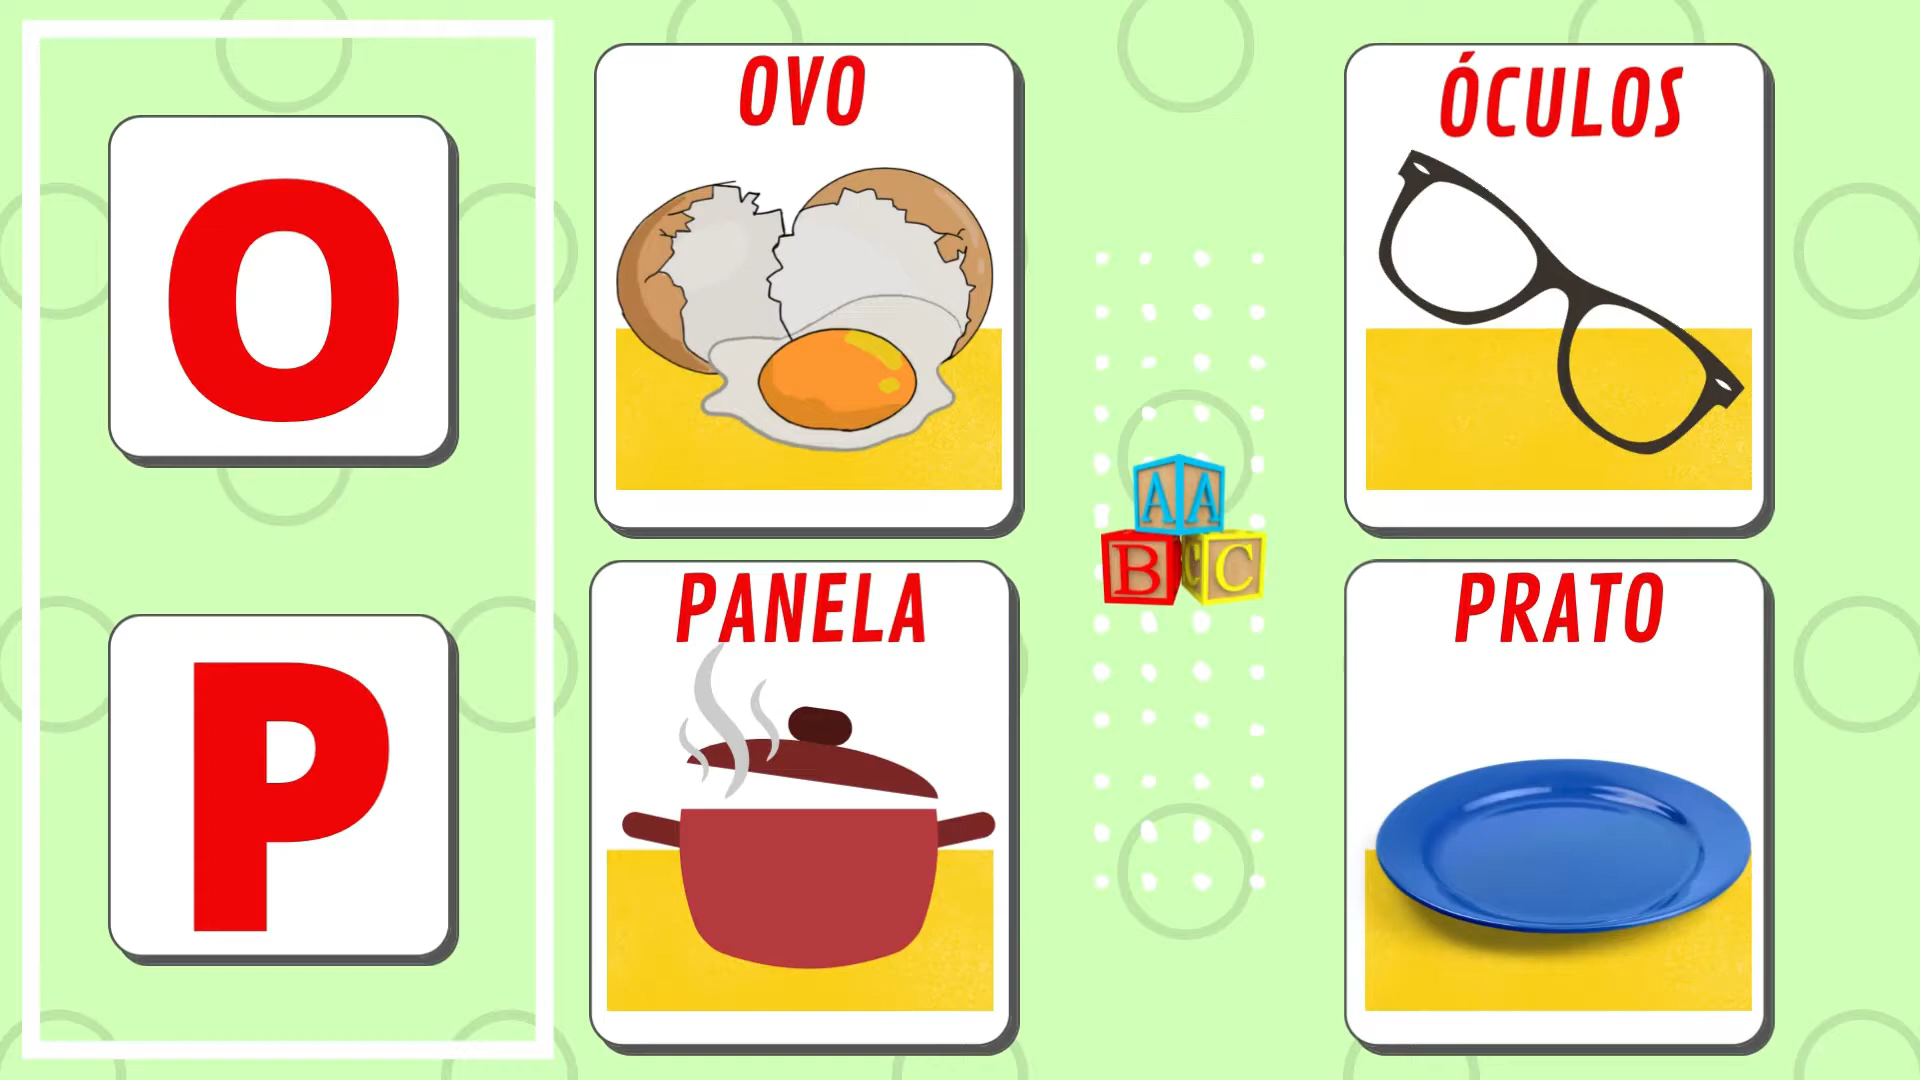 O
OVO
ÓCULOS
A A
B C C
P
PANELA
PRATO